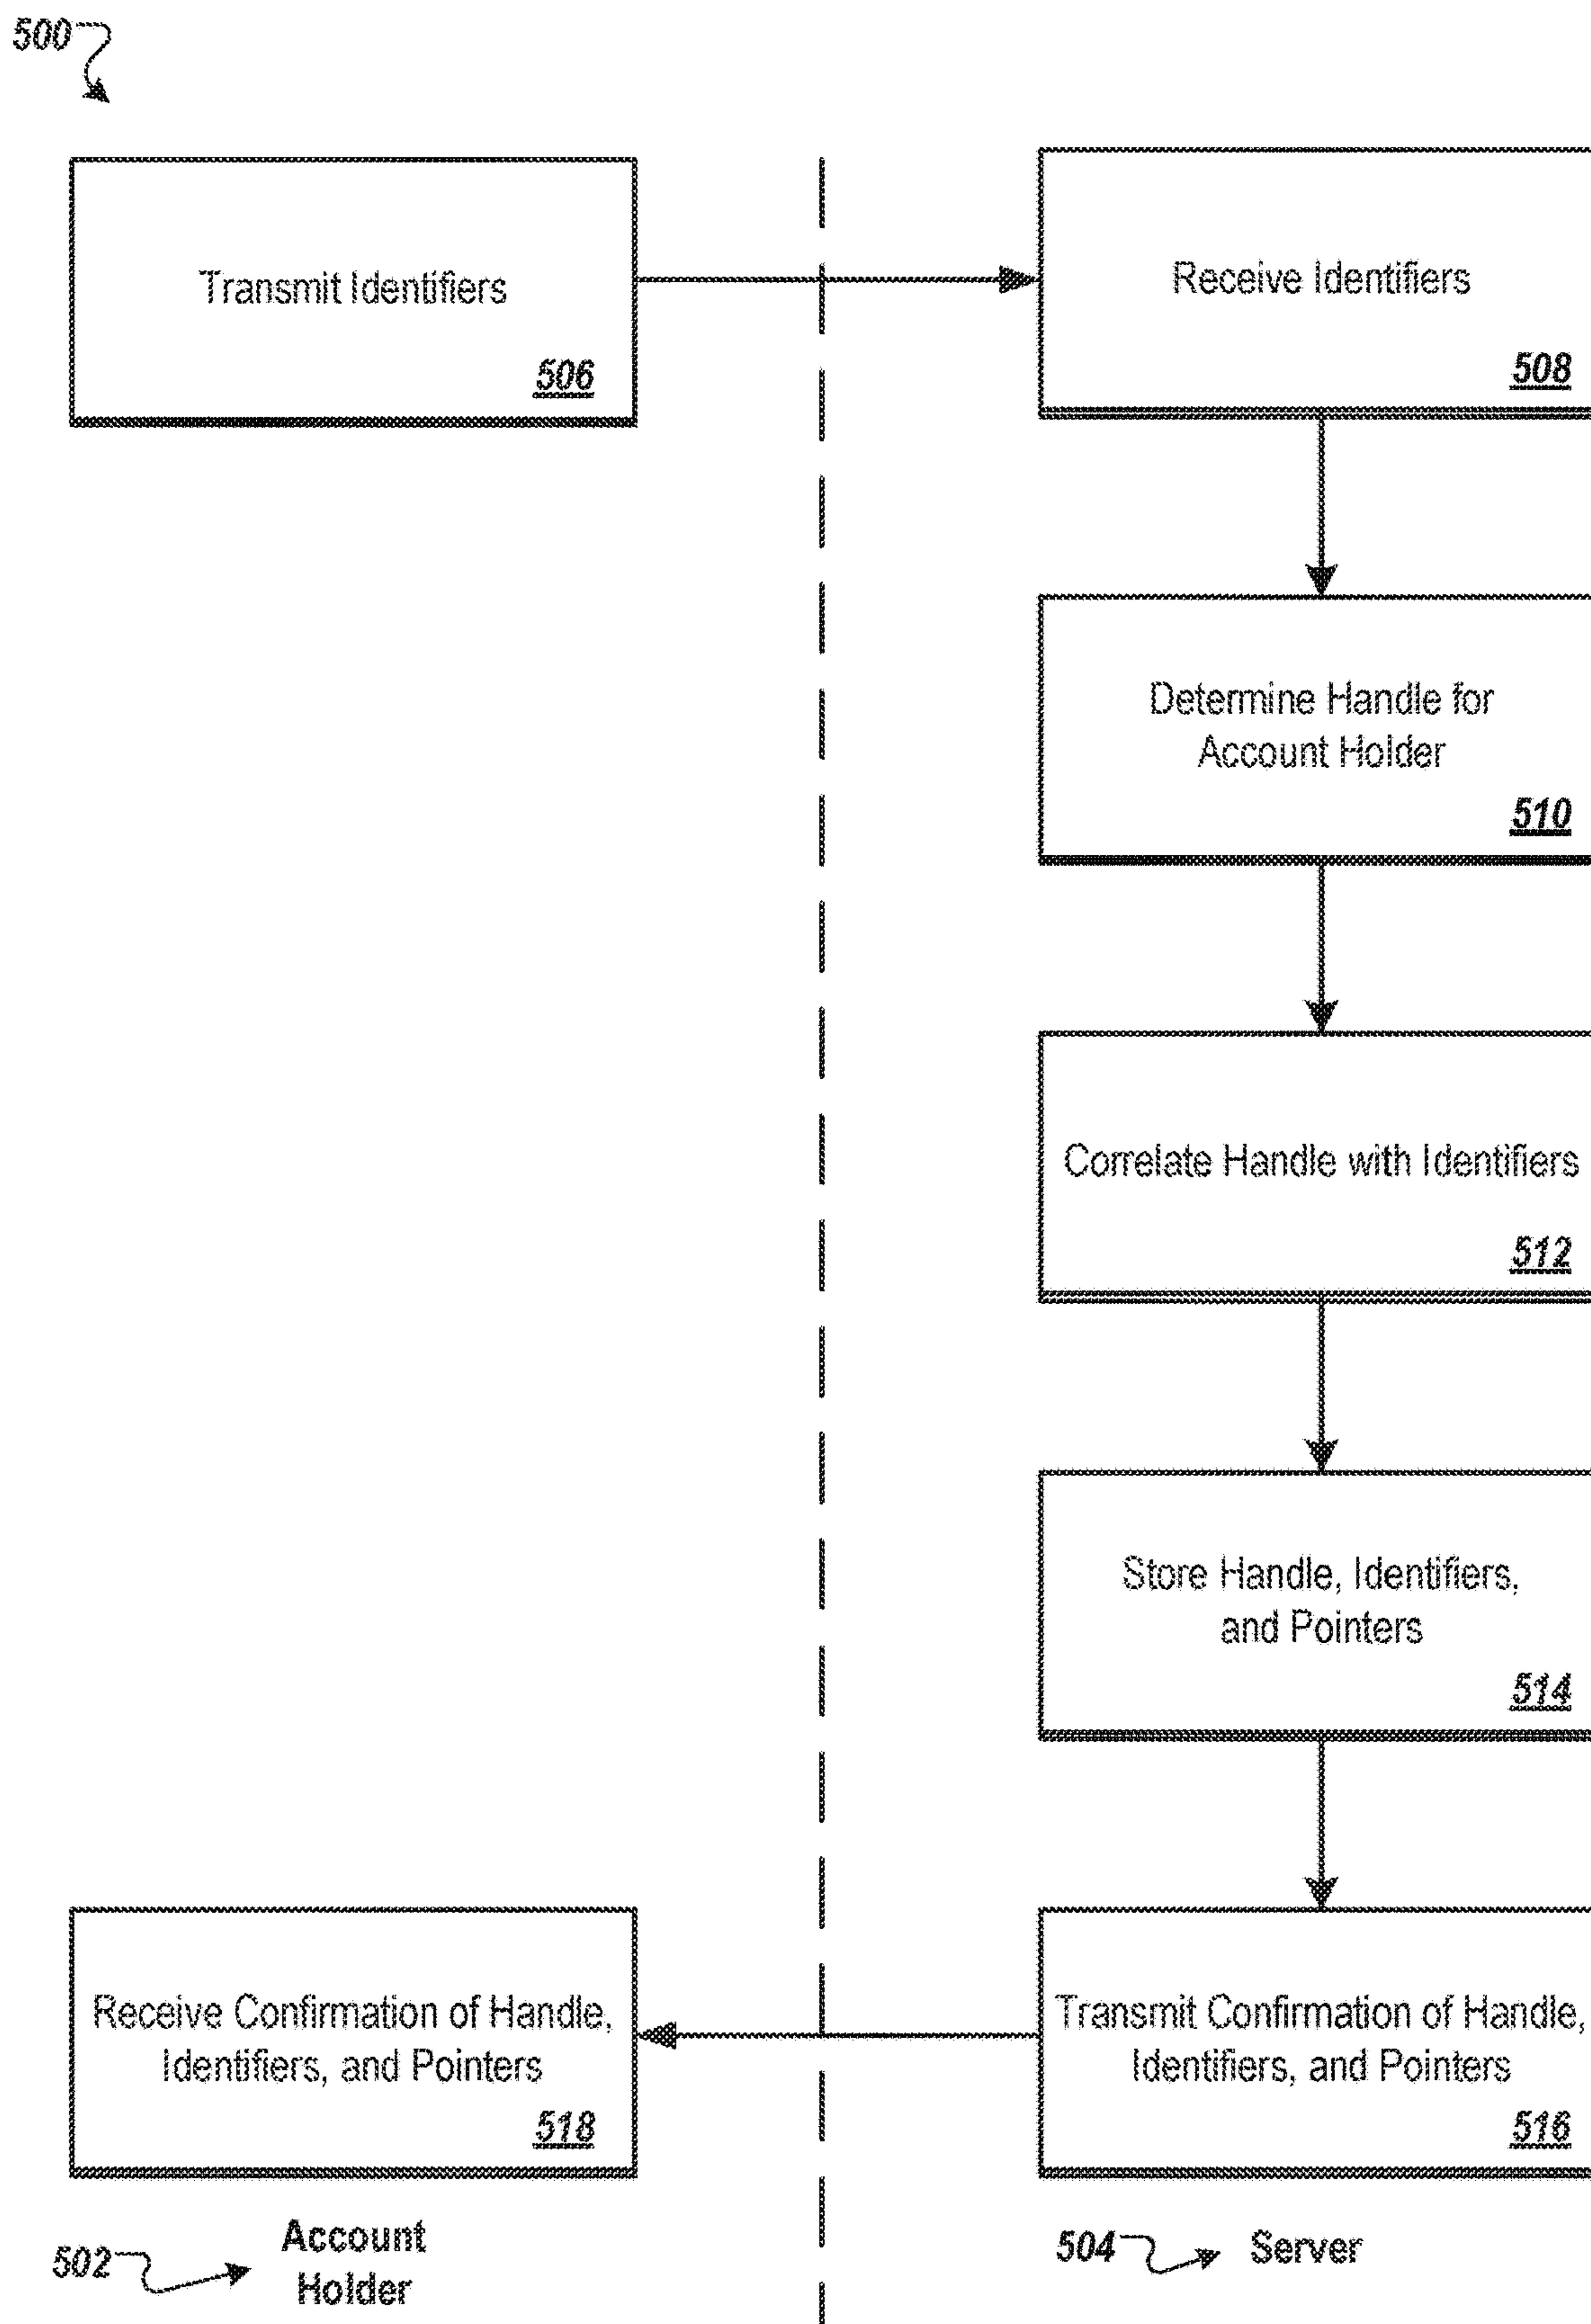 500
Transmit Identifiers
506
Receive Identifiers
508
Determine Handle for
Account Holder
510
Correlate Handle with Identifiers
512
Store Handle, Identifiers,
and Pointers
514
Receive Confirmation of Handle,
Identifiers, and Pointers
518
Transmit Confirmation of Handle,
Identifiers, and Pointers
516
502
Account
Holder
504
Server